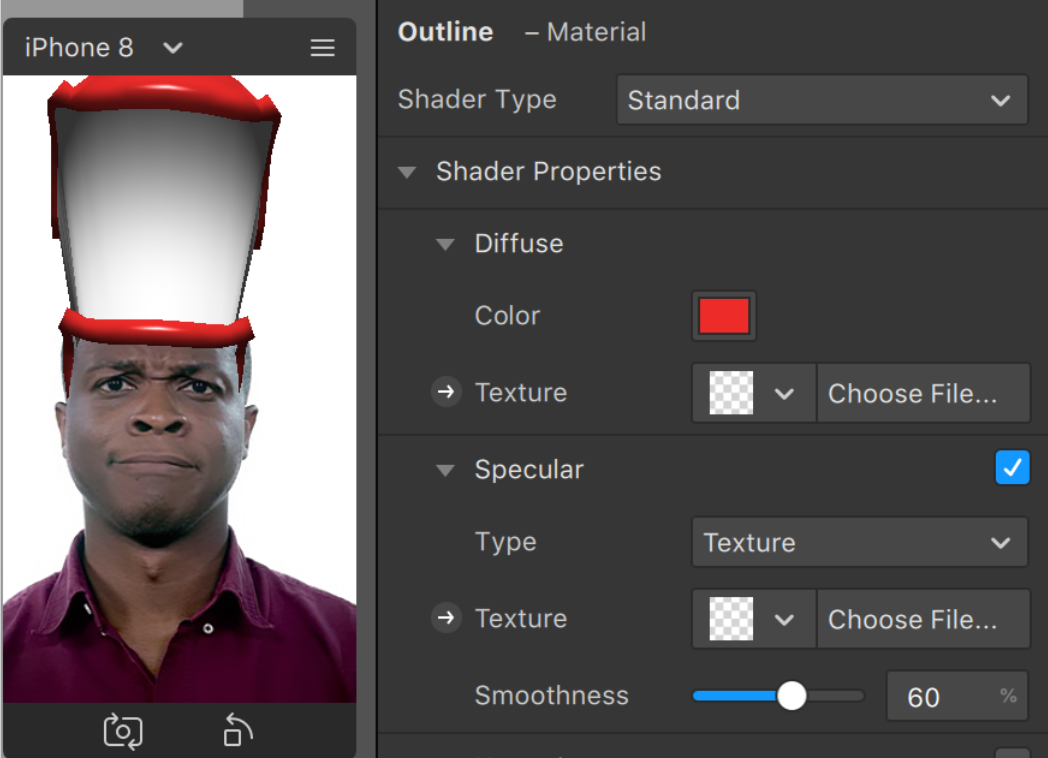 iPhone 8
Outline – Material
Shader Type Standard
Shader Properties
Diffuse
Color
Texture Choose File...
Specular
Type Texture
Texture Choose File...
Smoothness 60 %